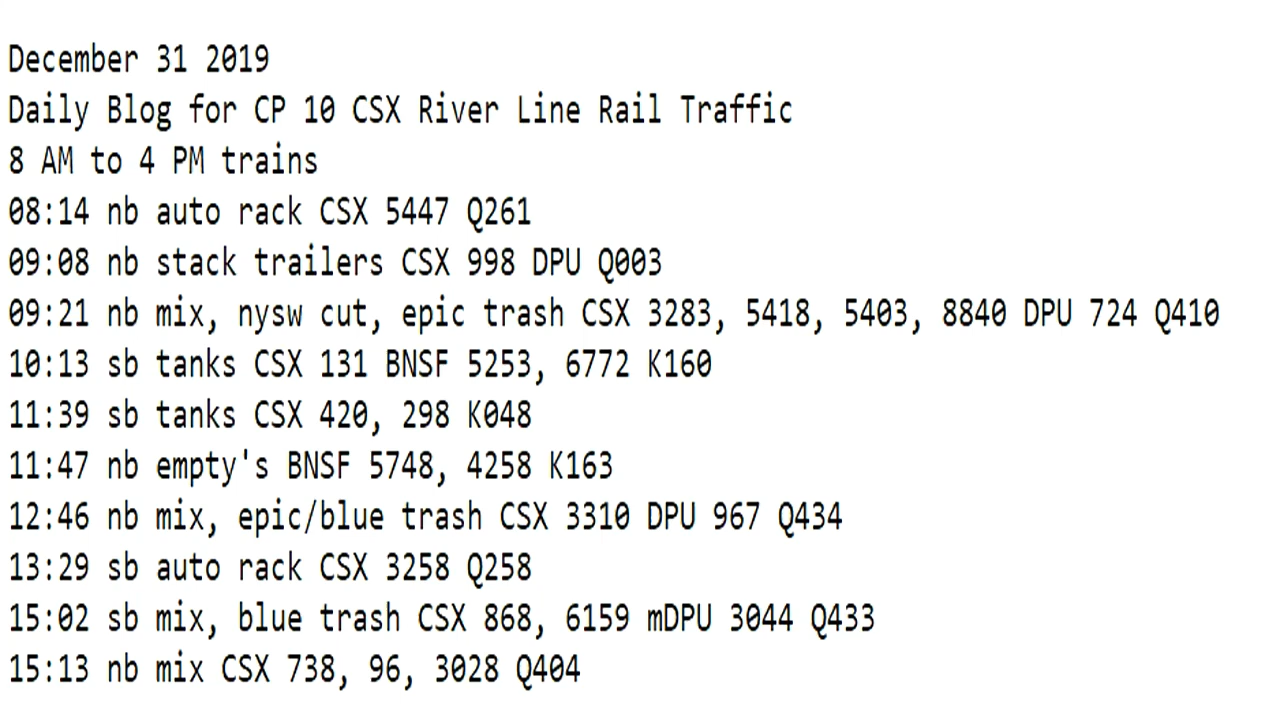 December 31 2019
Daily Blog for CP 10 CSX River Line Rail Traffic
8 AM to 4 PM trains
08:14 nb auto rack CSX 5447 Q261
09:08 nb stack trailers CSX 998 DPU Q003
09:21 nb mix, nysw cut, epic trash CSX 3283, 5418, 5403, 8840 DPU 724 Q410
10:13 sb tanks CSX 131 BNSF 5253, 6772 K160
11:39 sb tanks CSX 420, 298 K048
11:47 nb empty's BNSF 5748, 4258 K163
12:46 nb mix, epic/blue trash CSX 3310 DPU 967 Q434
13:29 sb auto rack CSX 3258 Q258
15:02 sb mix, blue trash CSX 868, 6159 mDPU 3044 Q433
15:13 nb mix CSX 738, 96, 3028 Q404